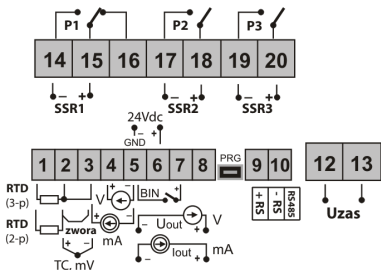 P1 P2 P3
14 15 16 17 18 19 20
– + – + – +
SSR1 SSR2 SSR3
24Vdc
GND – +
1 2 3 4 5 6 7 8 PRG 9 10 12 13
RTD (3-p) V + – BIN – + + RS - RS RS485 Uzas
RTD (2-p) zwora + – mA Uout V
+ – Iout mA
TC, mV